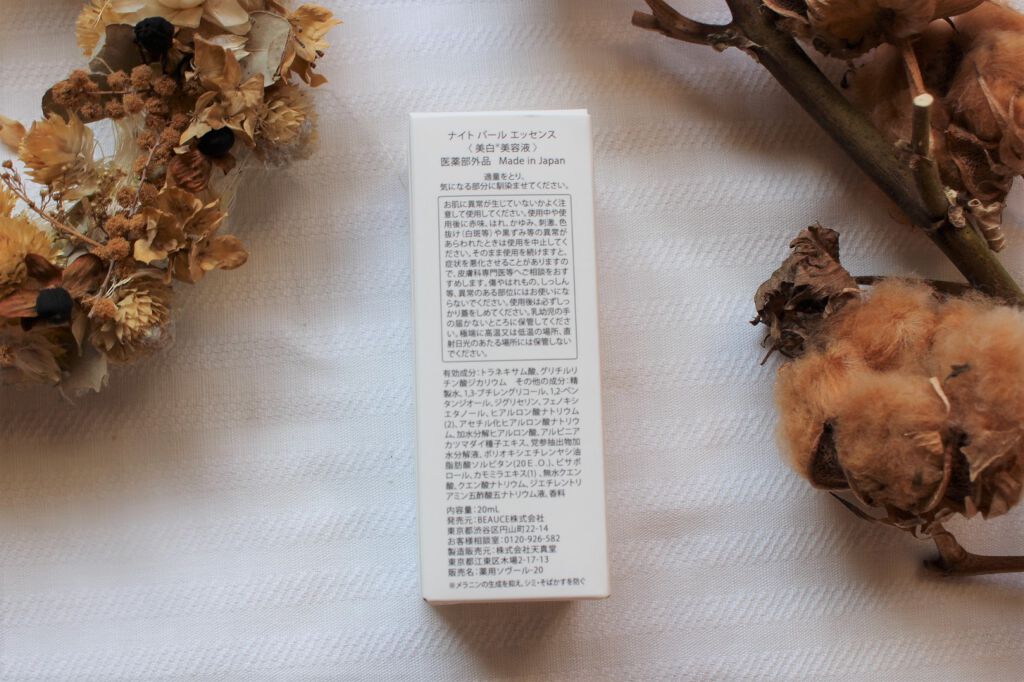 ナイト パール エッセンス
〈 美白※美容液 〉
医薬部外品 Made in Japan
適量をとり、
気になる部分に馴染ませてください。
お肌に異常が生じていないかよく注
意して使用してください。使用中や使
用後に赤味、はれ、かゆみ、刺激、色
抜け(白斑等)や黒ずみ等の異常が
あらわれたときは使用を中止してく
ださい。そのまま使用を続けますと、
症状を悪化させることがありますの
で、皮膚科専門医等へご相談をおす
すめします。傷やはれもの、しっしん
等、異常のある部位にはお使いにな
らないでください。使用後は必ずしっ
かり蓋をしめてください。乳幼児の手
の届かないところに保管してくださ
い。極端に高温又は低温の場所、直
射日光のあたる場所には保管しない
でください。
有効成分:トラネキサム酸、グリチルリ
チン酸ジカリウム その他の成分:精
製水、1,3-ブチレングリコール、1,2-ペン
タンジオール、ジグリセリン、フェノキシ
エタノール、ヒアルロン酸ナトリウム
(2)、アセチル化ヒアルロン酸ナトリウ
ム、加水分解ヒアルロン酸、アルピニア
カツマダイ種子エキス、党参抽出物加
水分解液、ポリオキシエチレンヤシ油
脂肪酸ソルビタン(20E.O.)、ビサボ
ロール、カモミラエキス(1)、無水クエン
酸、クエン酸ナトリウム、ジエチレントリ
アミン五酢酸五ナトリウム液、香料
内容量:20mL
発売元:BEAUCE株式会社
東京都渋谷区円山町22-14
お客様相談室:0120-926-582
製造販売元:株式会社天真堂
東京都江東区木場2-17-13
販売名:薬用ソヴール-20
※メラニンの生成を抑え、シミ・そばかすを防ぐ